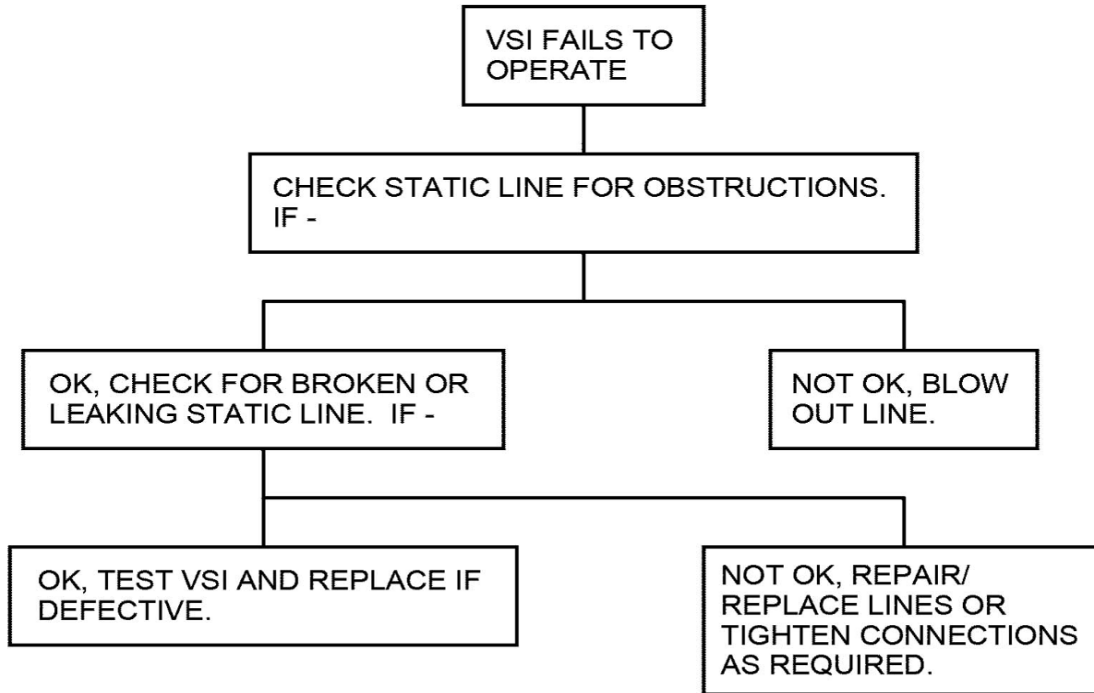 VSI FAILS TO
OPERATE
CHECK STATIC LINE FOR OBSTRUCTIONS.
IF -
OK, CHECK FOR BROKEN OR
LEAKING STATIC LINE.  IF -
NOT OK, BLOW
OUT LINE.
OK, TEST VSI AND REPLACE IF
DEFECTIVE.
NOT OK, REPAIR/
REPLACE LINES OR
TIGHTEN CONNECTIONS
AS REQUIRED.